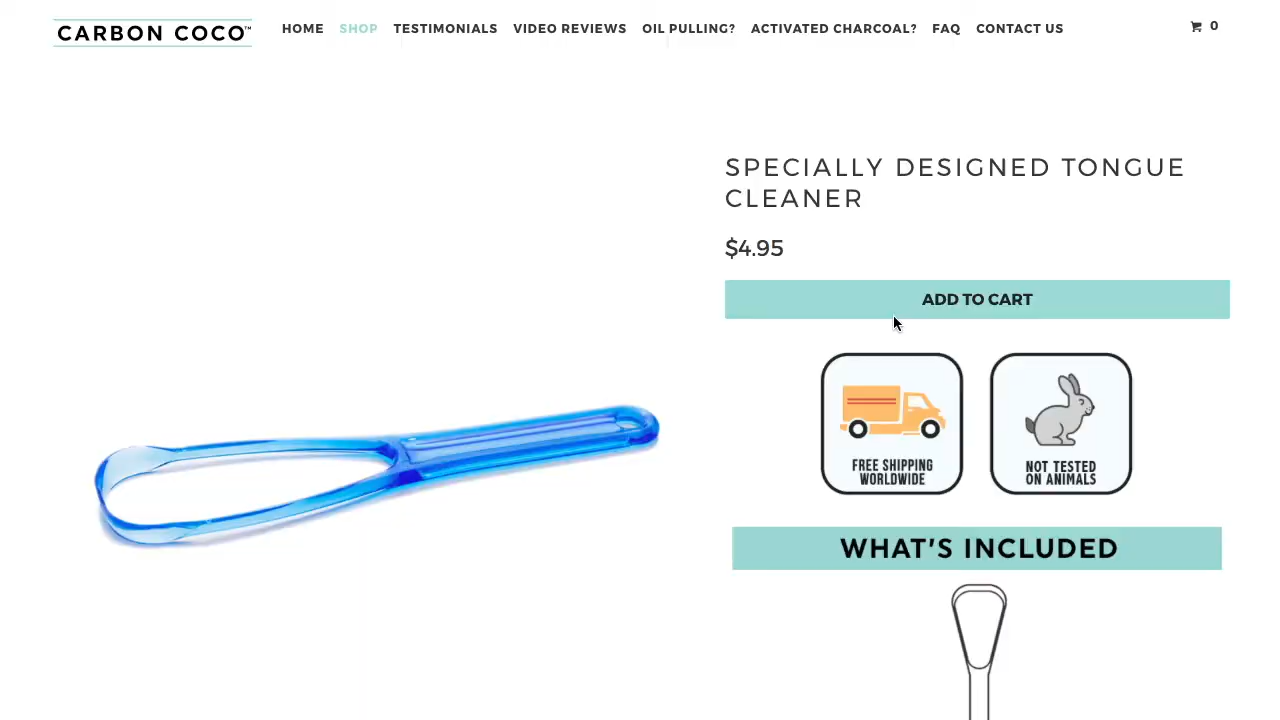 CARBON COCO™
HOME SHOP TESTIMONIALS VIDEO REVIEWS OIL PULLING? ACTIVATED CHARCOAL? FAQ CONTACT US
0
SPECIALLY DESIGNED TONGUE
CLEANER
$4.95
ADD TO CART
FREE SHIPPING
WORLDWIDE
NOT TESTED
ON ANIMALS
WHAT'S INCLUDED